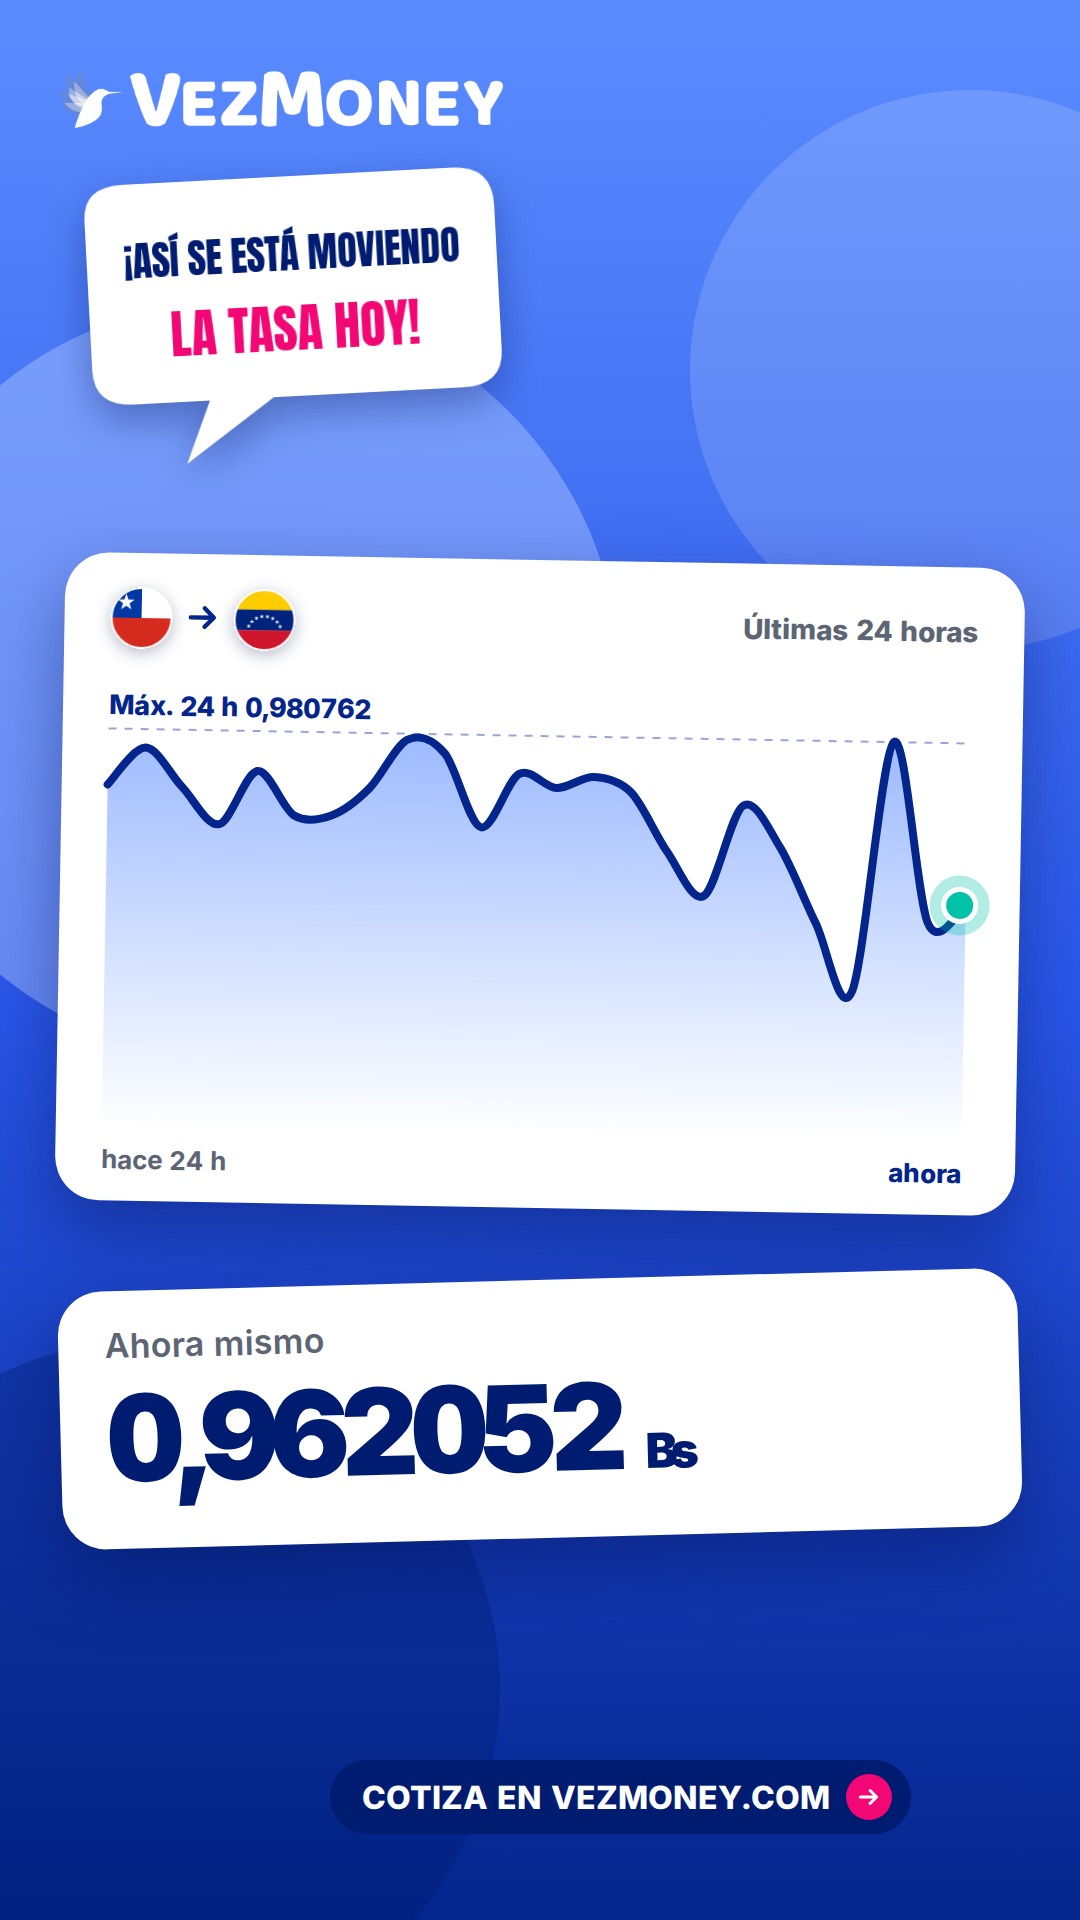 VEZMONEY
¡ASÍ SE ESTÁ MOVIENDO
LA TASA HOY!
Últimas 24 horas
Máx. 24 h 0,980762
hace 24 h
ahora
Ahora mismo
0,962052 Bs
COTIZA EN VEZMONEY.COM